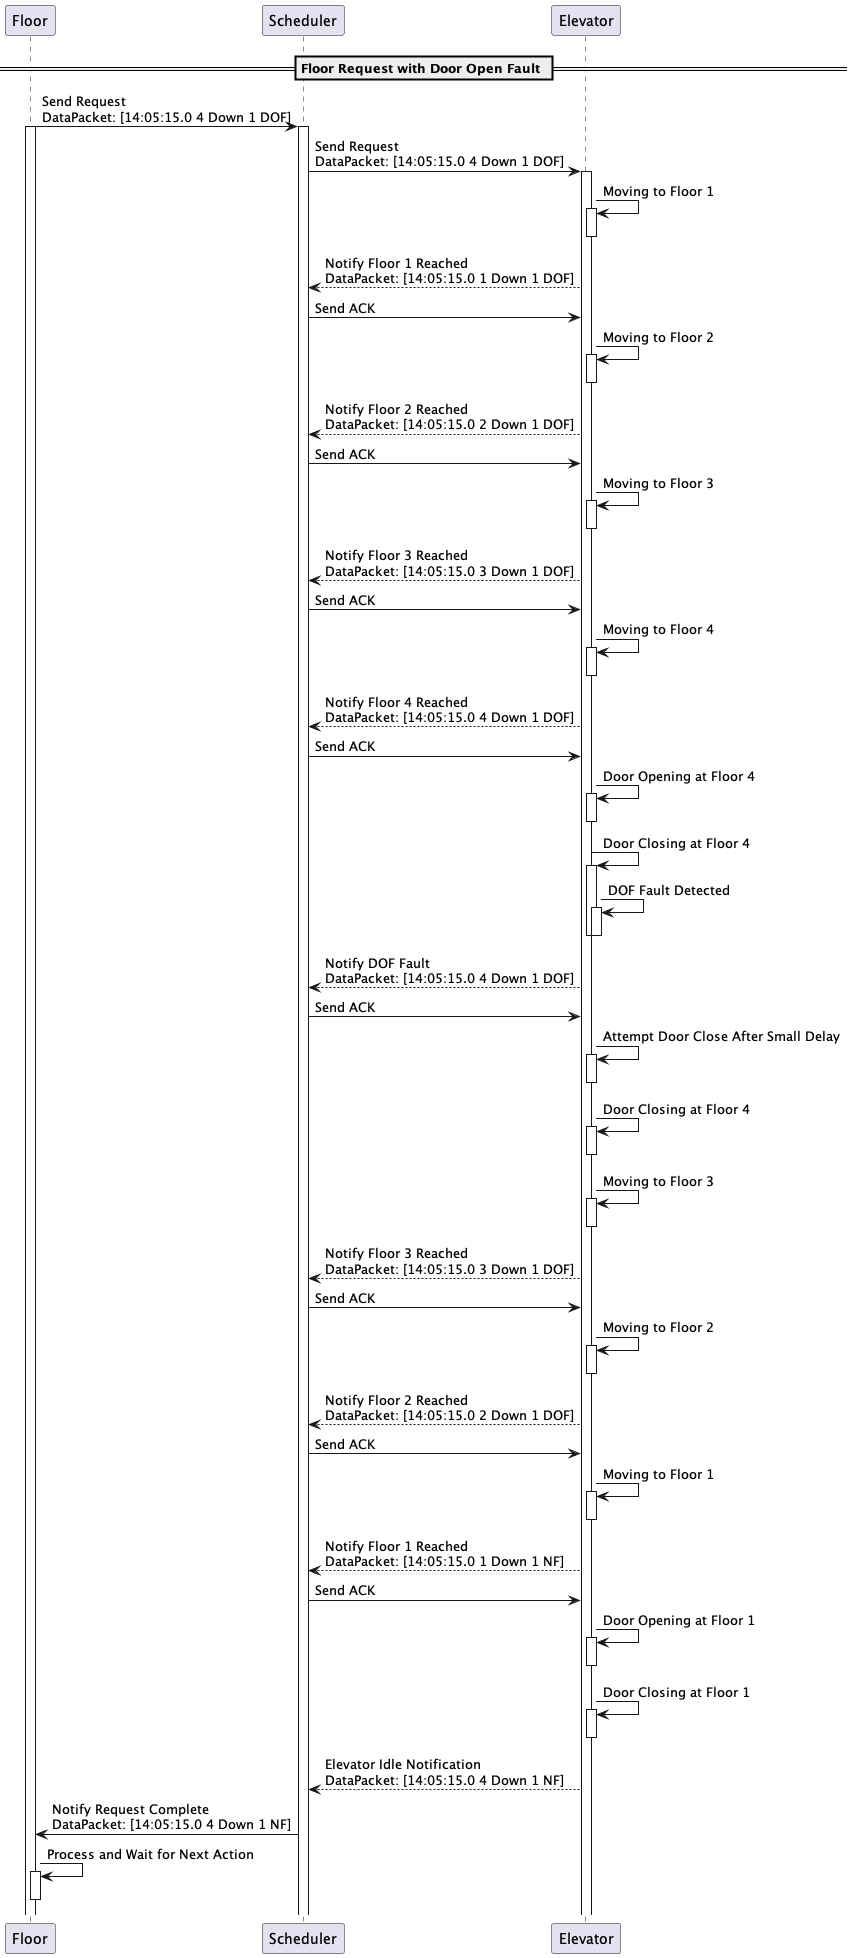 Floor
Scheduler
Elevator
Floor Request with Door Open Fault
Send Request
DataPacket: [14:05:15.0 4 Down 1 DOF]
Send Request
DataPacket: [14:05:15.0 4 Down 1 DOF]
Moving to Floor 1
Notify Floor 1 Reached
DataPacket: [14:05:15.0 1 Down 1 DOF]
Send ACK
Moving to Floor 2
Notify Floor 2 Reached
DataPacket: [14:05:15.0 2 Down 1 DOF]
Send ACK
Moving to Floor 3
Notify Floor 3 Reached
DataPacket: [14:05:15.0 3 Down 1 DOF]
Send ACK
Moving to Floor 4
Notify Floor 4 Reached
DataPacket: [14:05:15.0 4 Down 1 DOF]
Send ACK
Door Opening at Floor 4
Door Closing at Floor 4
DOF Fault Detected
Notify DOF Fault
DataPacket: [14:05:15.0 4 Down 1 DOF]
Send ACK
Attempt Door Close After Small Delay
Door Closing at Floor 4
Moving to Floor 3
Notify Floor 3 Reached
DataPacket: [14:05:15.0 3 Down 1 DOF]
Send ACK
Moving to Floor 2
Notify Floor 2 Reached
DataPacket: [14:05:15.0 2 Down 1 DOF]
Send ACK
Moving to Floor 1
Notify Floor 1 Reached
DataPacket: [14:05:15.0 1 Down 1 NF]
Send ACK
Door Opening at Floor 1
Door Closing at Floor 1
Elevator Idle Notification
DataPacket: [14:05:15.0 4 Down 1 NF]
Notify Request Complete
DataPacket: [14:05:15.0 4 Down 1 NF]
Process and Wait for Next Action
Floor
Scheduler
Elevator